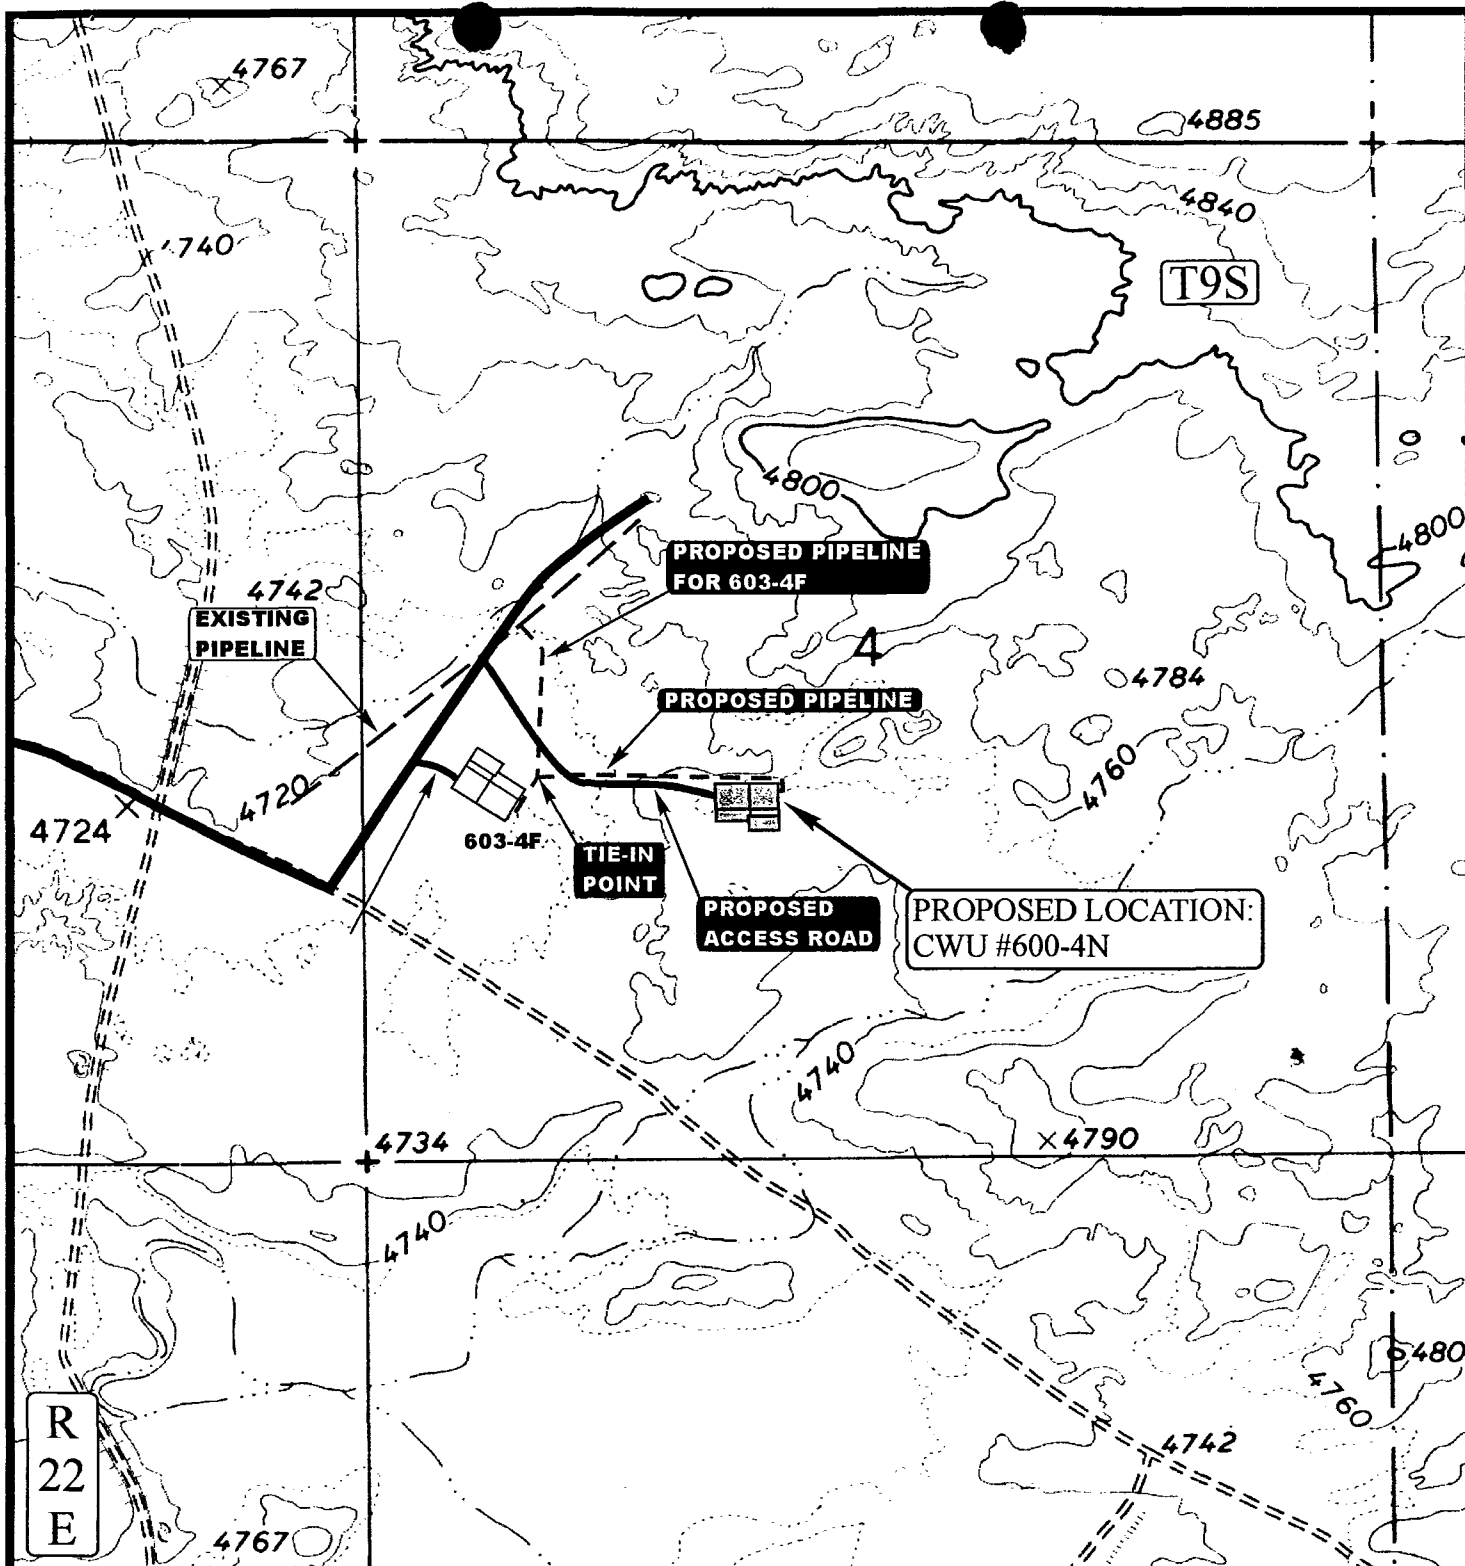 4767
4885
4840
4740
T9S
4800
4800
PROPOSED PIPELINE
FOR 603-4F
4742
EXISTING
PIPELINE
4
4784
PROPOSED PIPELINE
4760
4720
4724
603-4F
TIE-IN
POINT
PROPOSED
ACCESS ROAD
PROPOSED LOCATION:
CWU #600-4N
4740
4734
4790
4740
480
4760
R
22
E
4742
4767